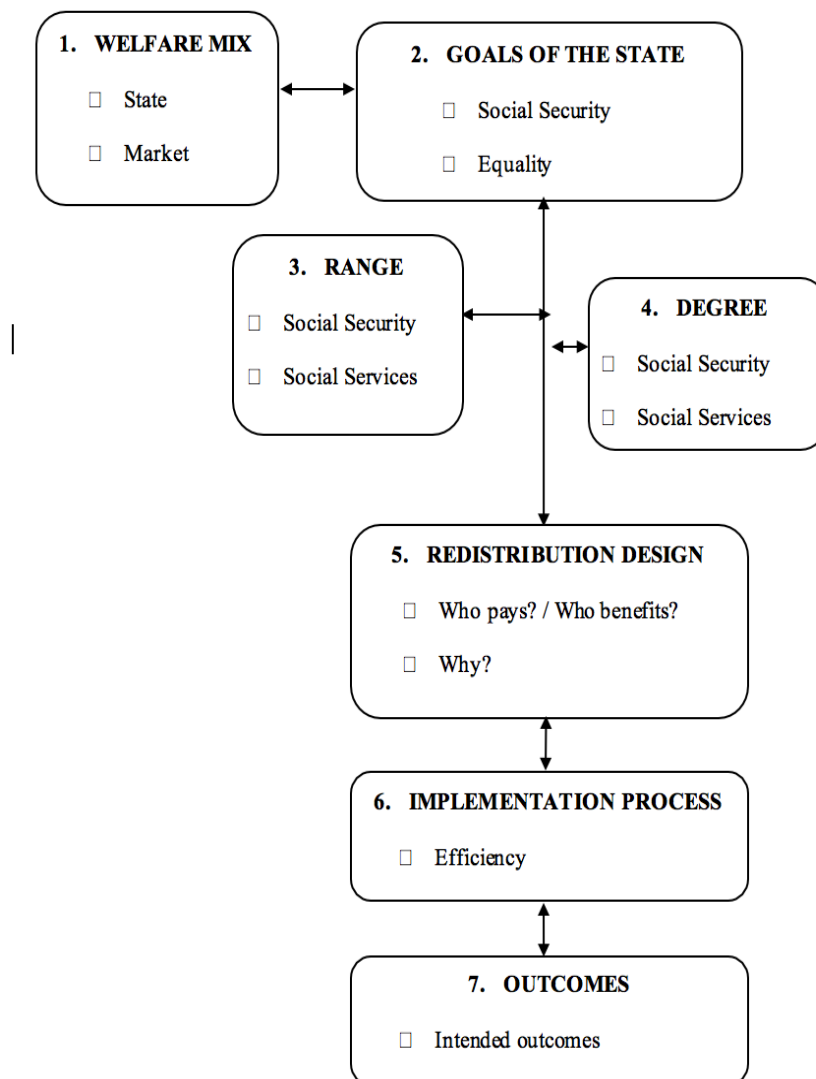 1. WELFARE MIX
State
Market
2. GOALS OF THE STATE
Social Security
Equality
3. RANGE
Social Security
Social Services
4. DEGREE
Social Security
Social Services
5. REDISTRIBUTION DESIGN
Who pays? / Who benefits?
Why?
6. IMPLEMENTATION PROCESS
Efficiency
7. OUTCOMES
Intended outcomes